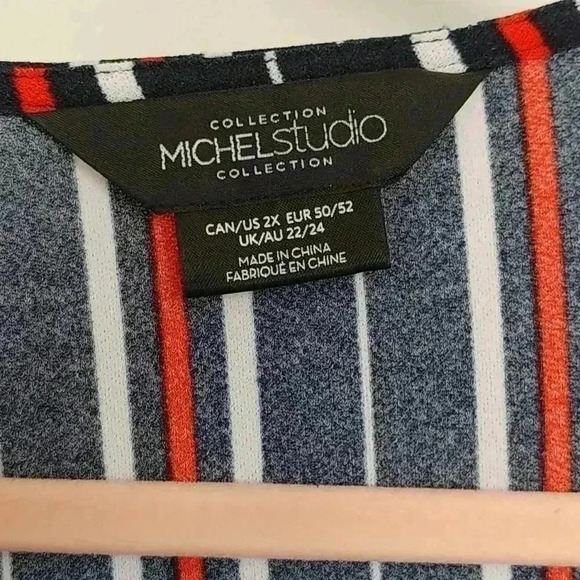 COLLECTION
MICHELstudio
COLLECTION
CAN/US 2X EUR 50/52
UK/AU 22/24
MADE IN CHINA
FABRIQUÉ EN CHINE